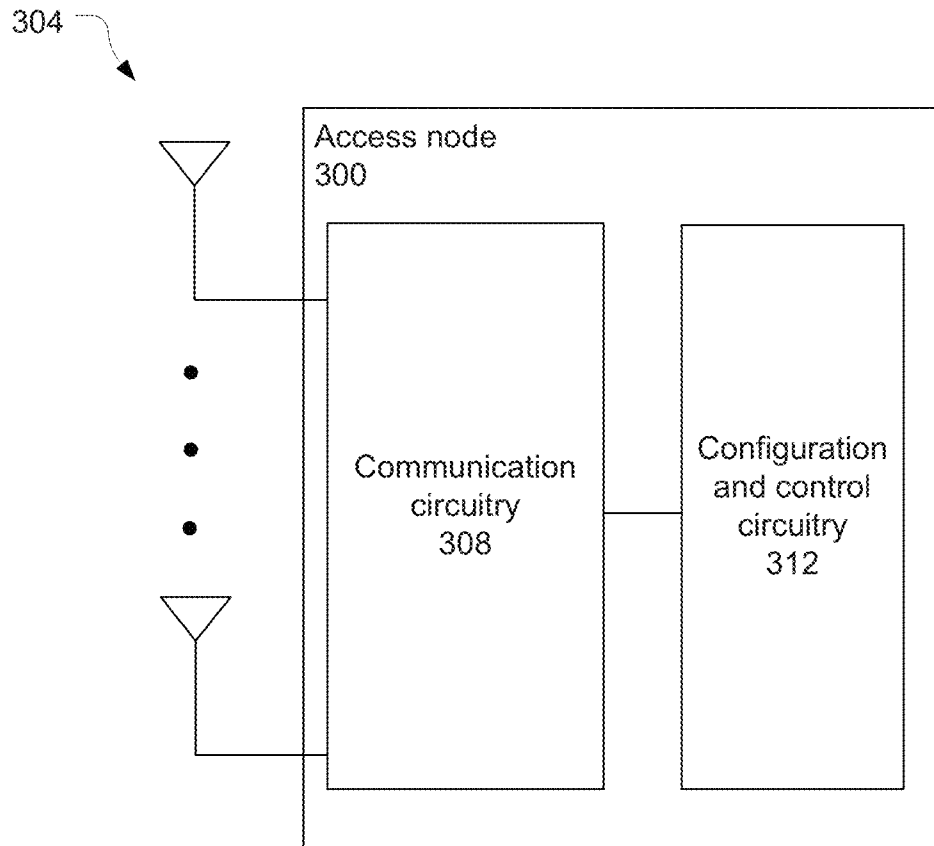 304
Access node
300
Communication
circuitry
308
Configuration
and control
circuitry
312